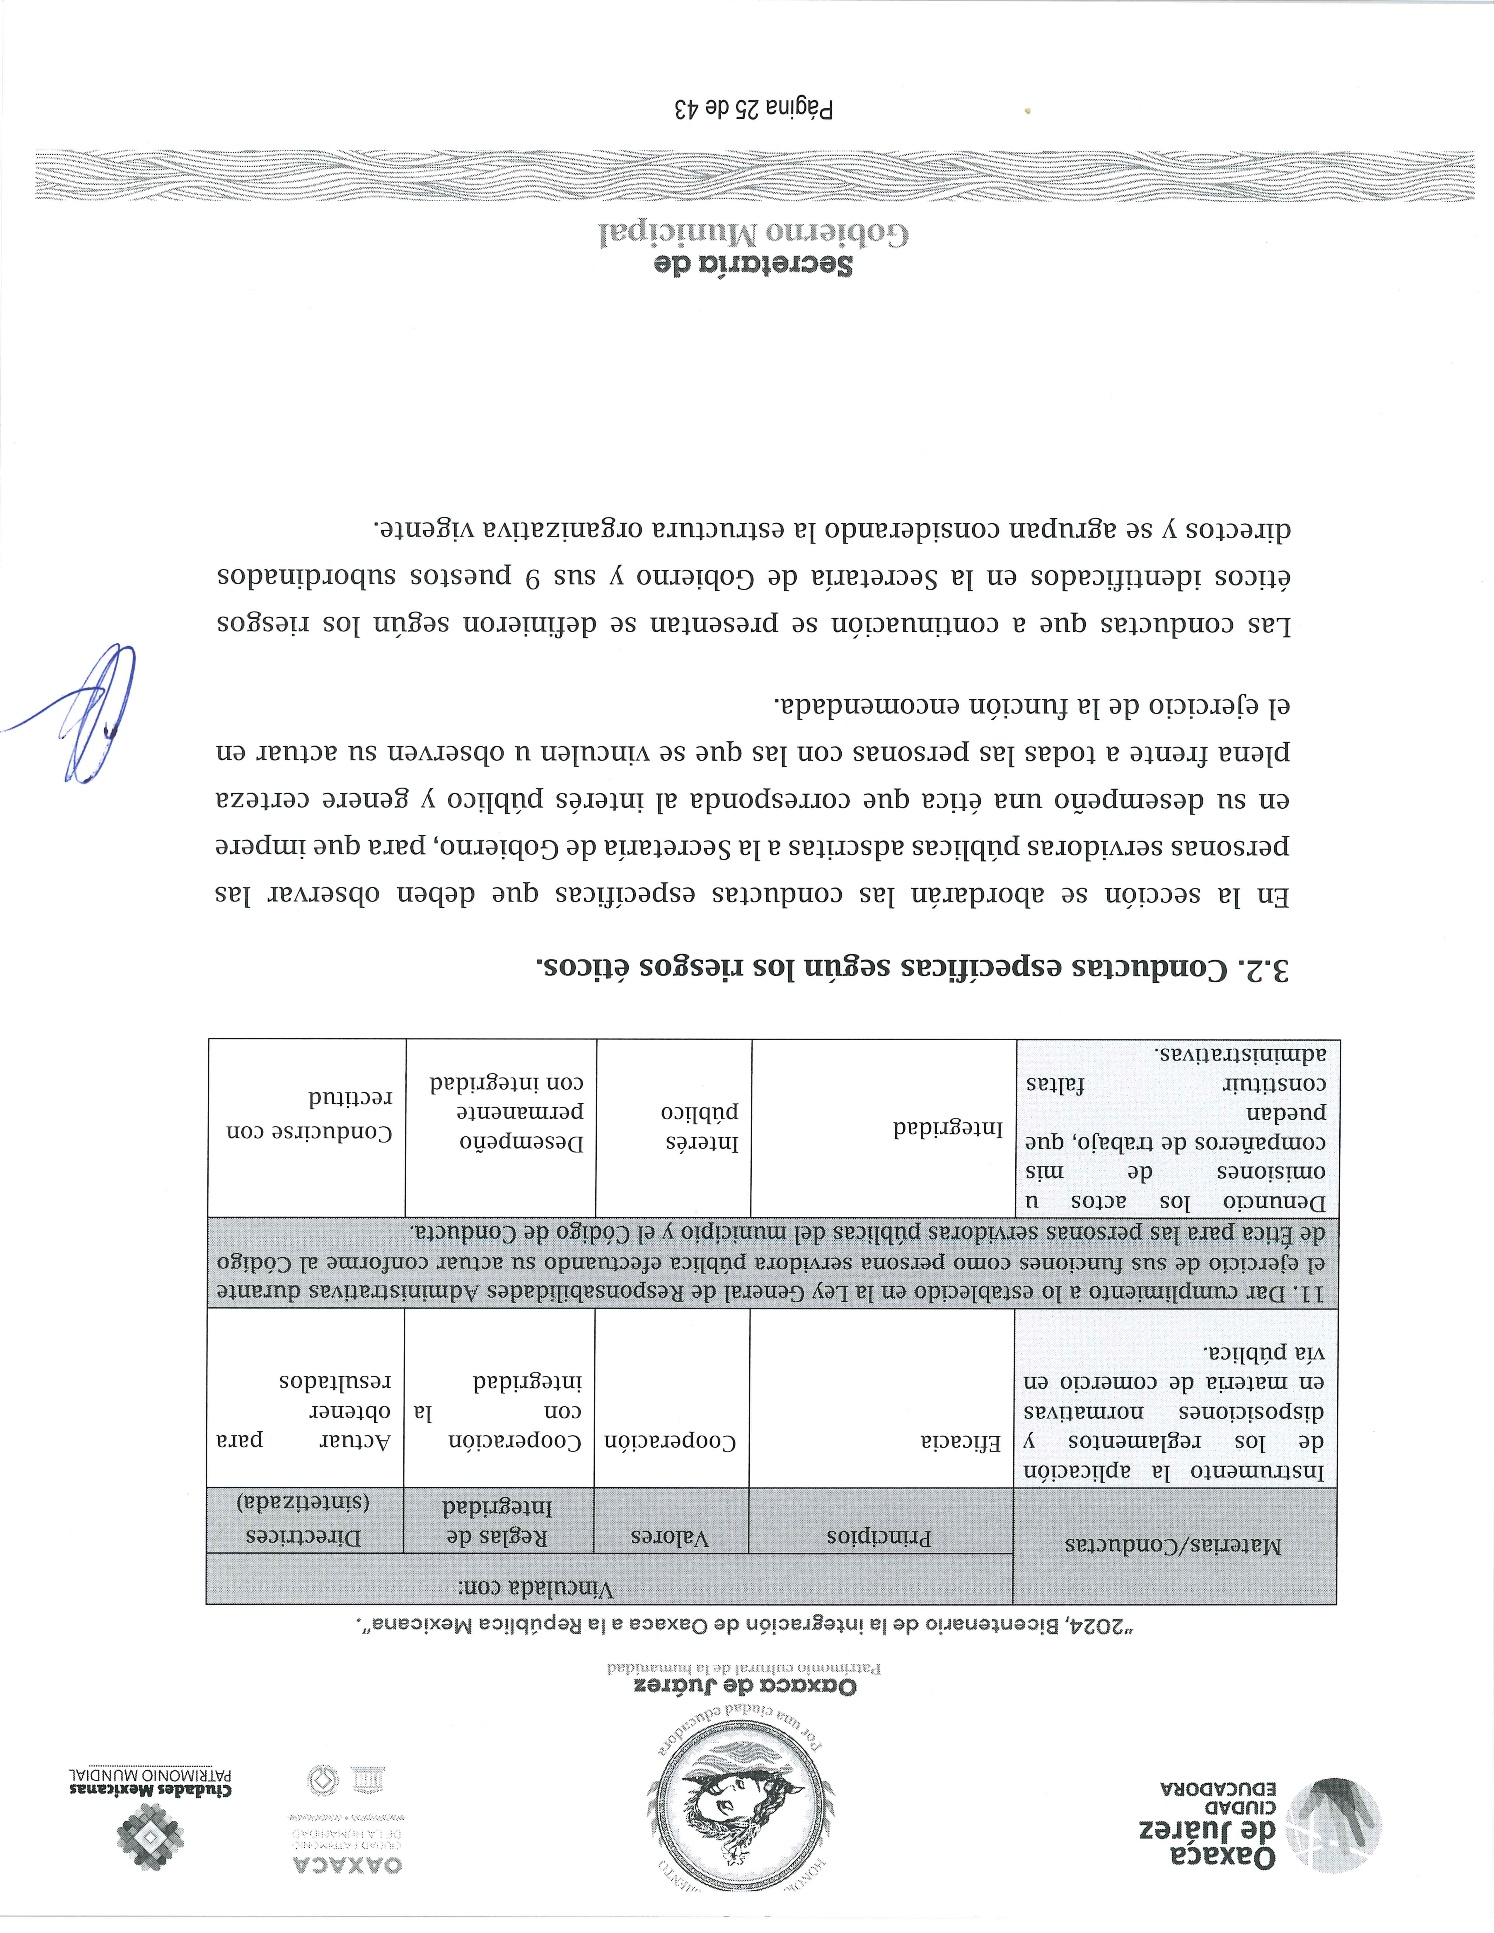 Oaxaca
de Juárez
CIUDAD
EDUCADORA
Por una ciudad educadora
Oaxaca de Juárez
Patrimonio cultural de la humanidad
OAXACA
Ciudades Mexicanas
PATRIMONIO MUNDIAL
"2024, Bicentenario de la integración de Oaxaca a la República Mexicana".
Materias/Conductas
Vinculada con:
Principios
Valores
Reglas de
Integridad
Directrices
(sintetizada)
Instrumento la aplicación
de los reglamentos y
disposiciones normativas
en materia de comercio en
vía pública.
Eficacia
Cooperación
Cooperación
con la
integridad
Actuar para
obtener
resultados
11. Dar cumplimiento a lo establecido en la Ley General de Responsabilidades Administrativas durante
el ejercicio de sus funciones como persona servidora pública efectuando su actuar conforme al Código
de Ética para las personas servidoras públicas del municipio y el Código de Conducta.
Denuncio los actos u
omisiones de mis
compañeros de trabajo, que
puedan
constituir faltas
administrativas.
Integridad
Interés
público
Desempeño
permanente
con integridad
Conducirse con
rectitud
3.2. Conductas específicas según los riesgos éticos.
En la sección se abordarán las conductas específicas que deben observar las
personas servidoras públicas adscritas a la Secretaría de Gobierno, para que impere
en su desempeño una ética que corresponda al interés público y genere certeza
plena frente a todas las personas con las que se vinculen u observen su actuar en
el ejercicio de la función encomendada.
Las conductas que a continuación se presentan se definieron según los riesgos
éticos identificados en la Secretaría de Gobierno y sus 9 puestos subordinados
directos y se agrupan considerando la estructura organizativa vigente.
Secretaría de
Gobierno Municipal
Página 25 de 43